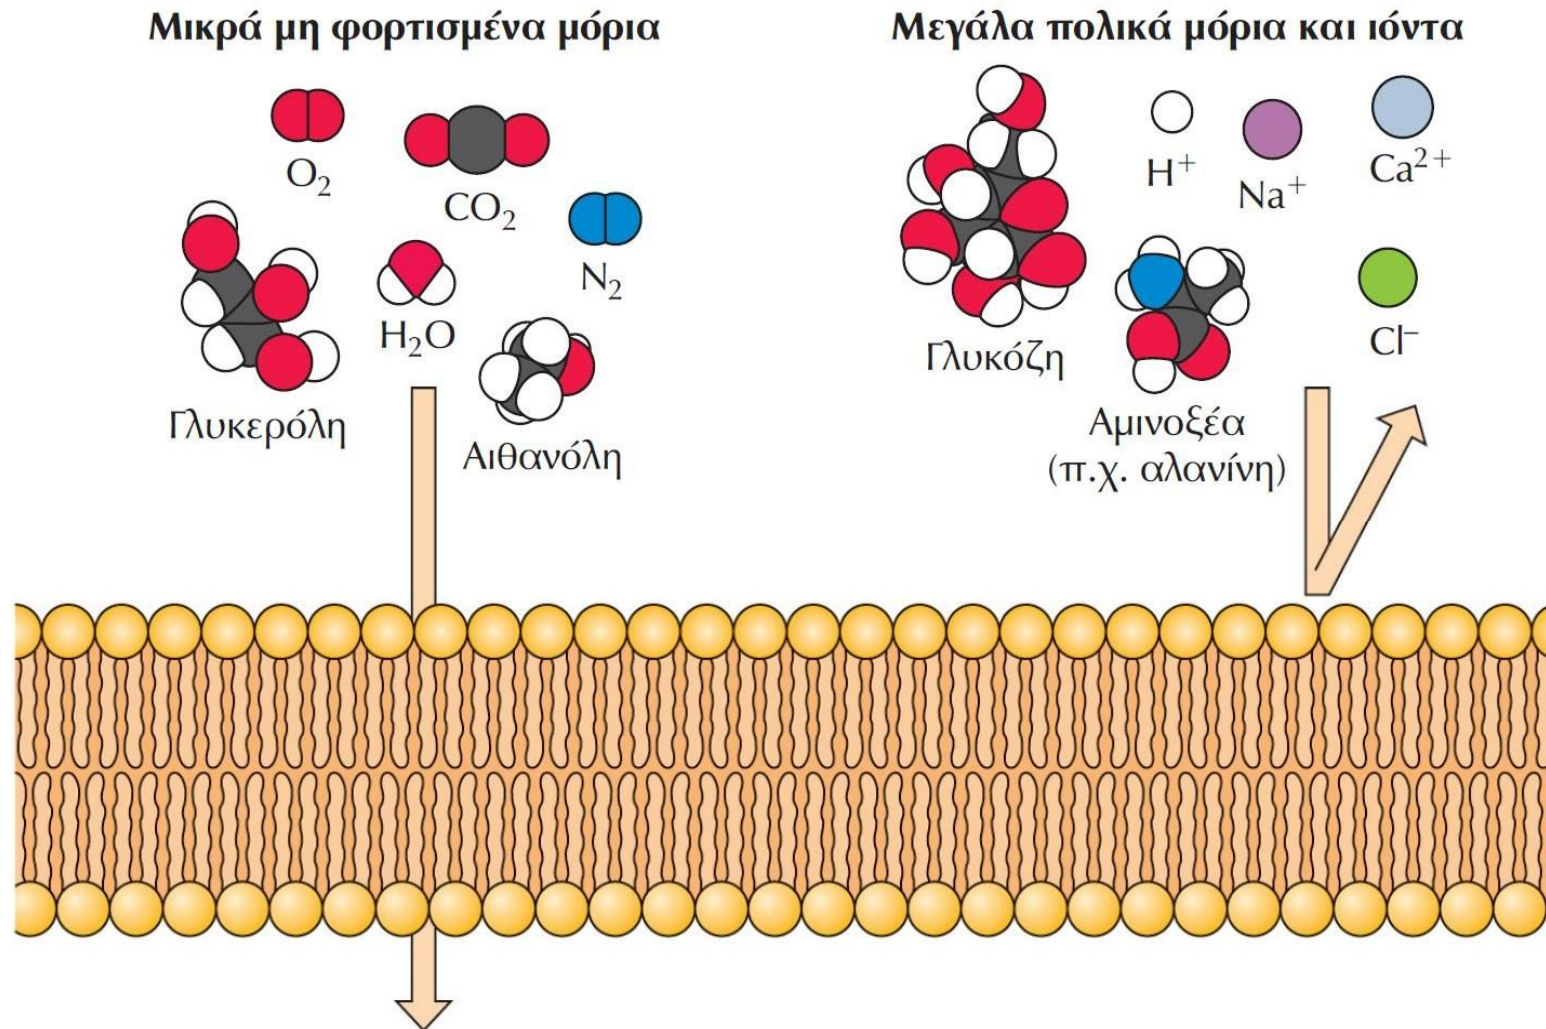 Μικρά μη φορτισμένα μόρια
O₂
CO₂
N₂
H₂O
Γλυκερόλη
Αιθανόλη
Μεγάλα πολικά μόρια και ιόντα
H⁺
Na⁺
Ca²⁺
Γλυκόζη
Cl⁻
Αμινοξέα
(π.χ. αλανίνη)